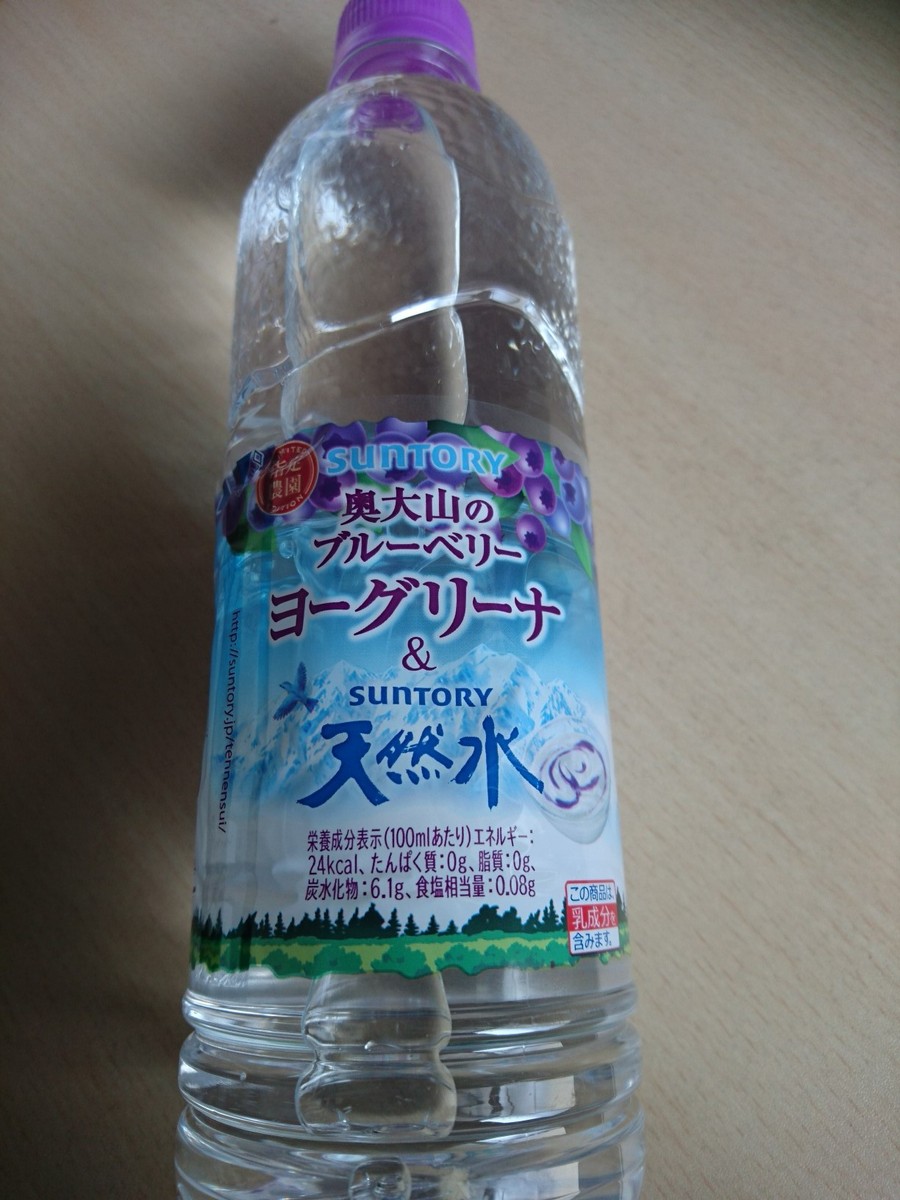 SUNTORY
奥大山の
ブルーベリー
ヨーグリーナ
&
SUNTORY
天然水
栄養成分表示(100mlあたり)エネルギー:
24kcal、たんぱく質:0g、脂質:0g、
炭水化物:6.1g、食塩相当量:0.08g
この商品は、
乳成分を
含みます。
http://suntory.jp/tennensui/
農園